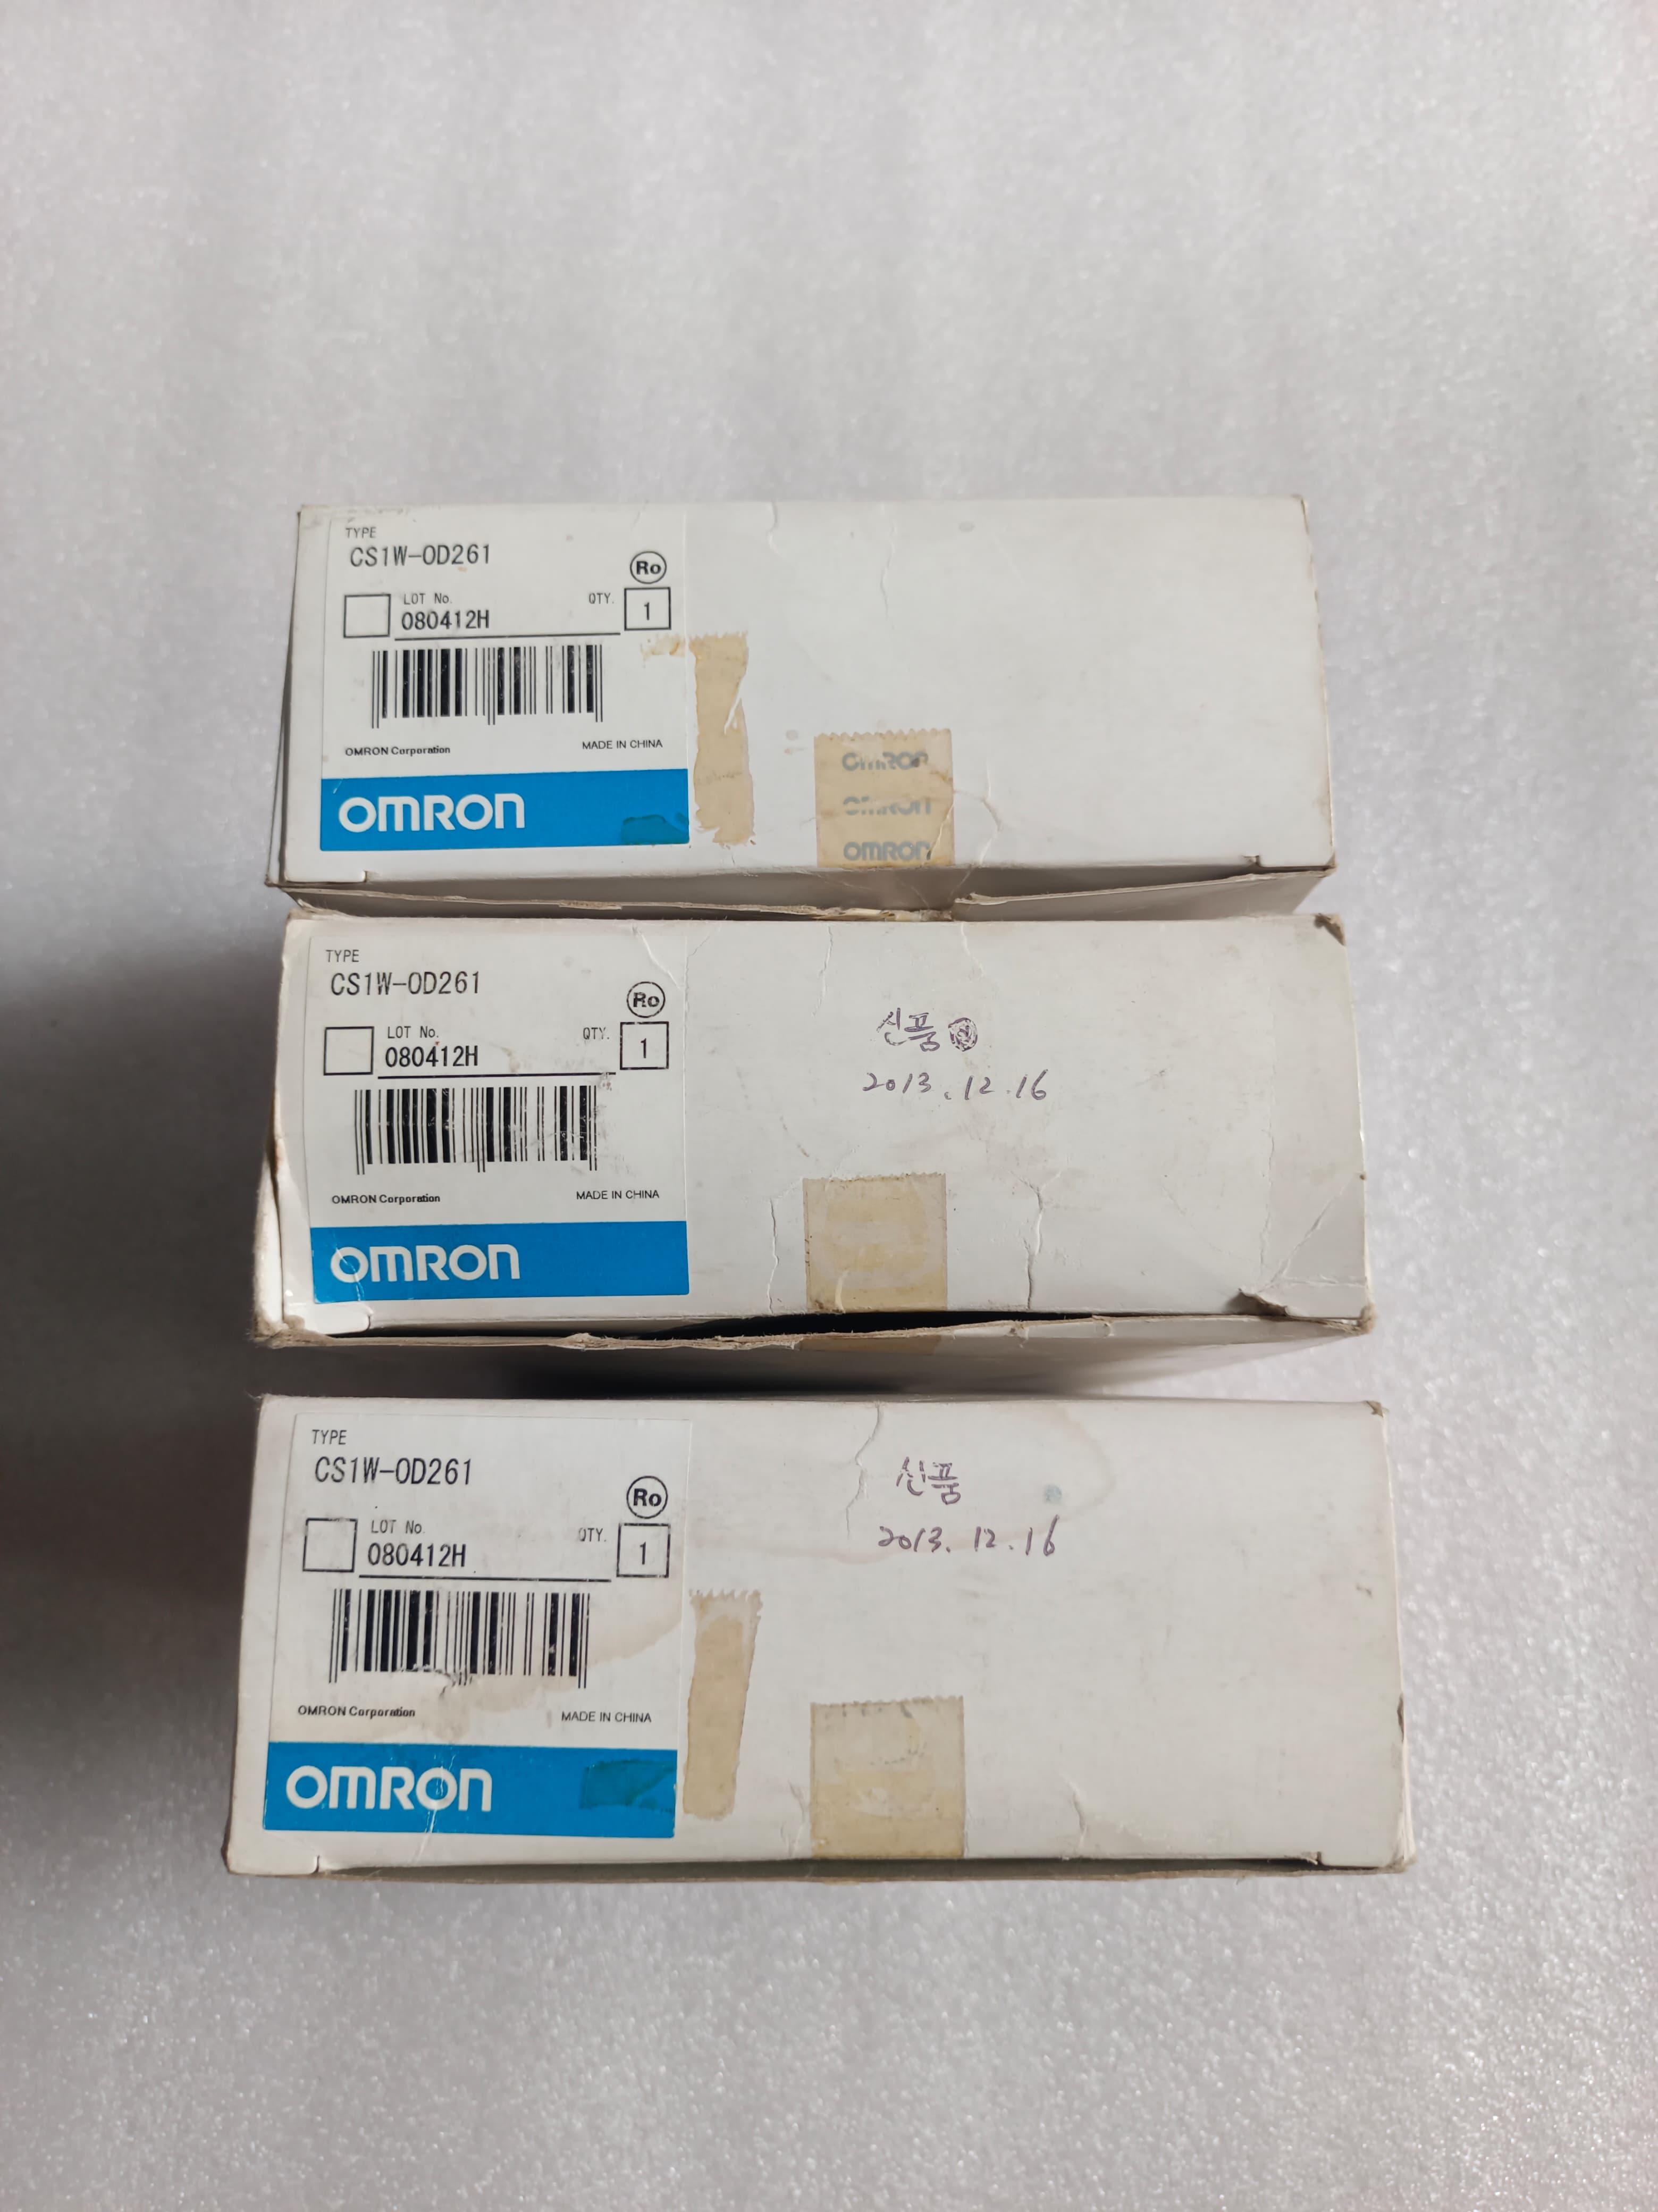 TYPE
CS1W-OD261
Ro
LOT No. QTY.
080412H 1
OMRON Corporation MADE IN CHINA
OMRON
OMRON
OMRON
OMRON
TYPE
CS1W-OD261
Ro
LOT No. QTY.
080412H 1
OMRON Corporation MADE IN CHINA
OMRON
신품
2013.12.16
TYPE
CS1W-OD261
Ro
LOT No. QTY.
080412H 1
OMRON Corporation MADE IN CHINA
OMRON
신품
2013.12.16